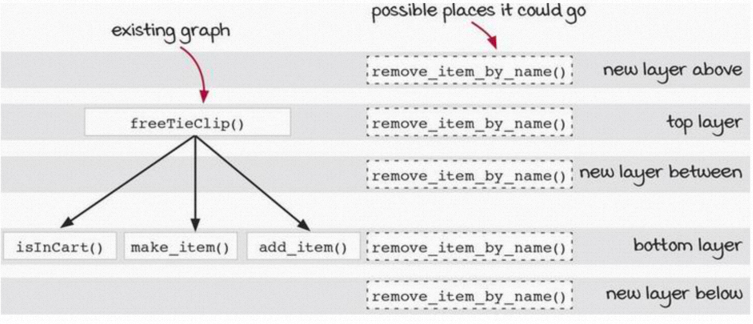 possible places it could go
existing graph
remove_item_by_name() new layer above
freeTieClip() remove_item_by_name() top layer
remove_item_by_name() new layer between
isInCart() make_item() add_item() remove_item_by_name() bottom layer
remove_item_by_name() new layer below